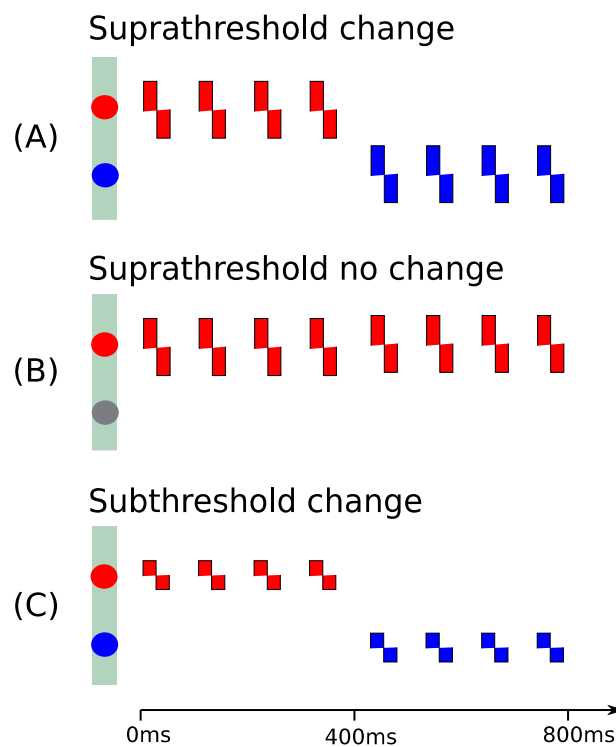 Suprathreshold change
(A)
Suprathreshold no change
(B)
Subthreshold change
(C)
0ms 400ms 800ms